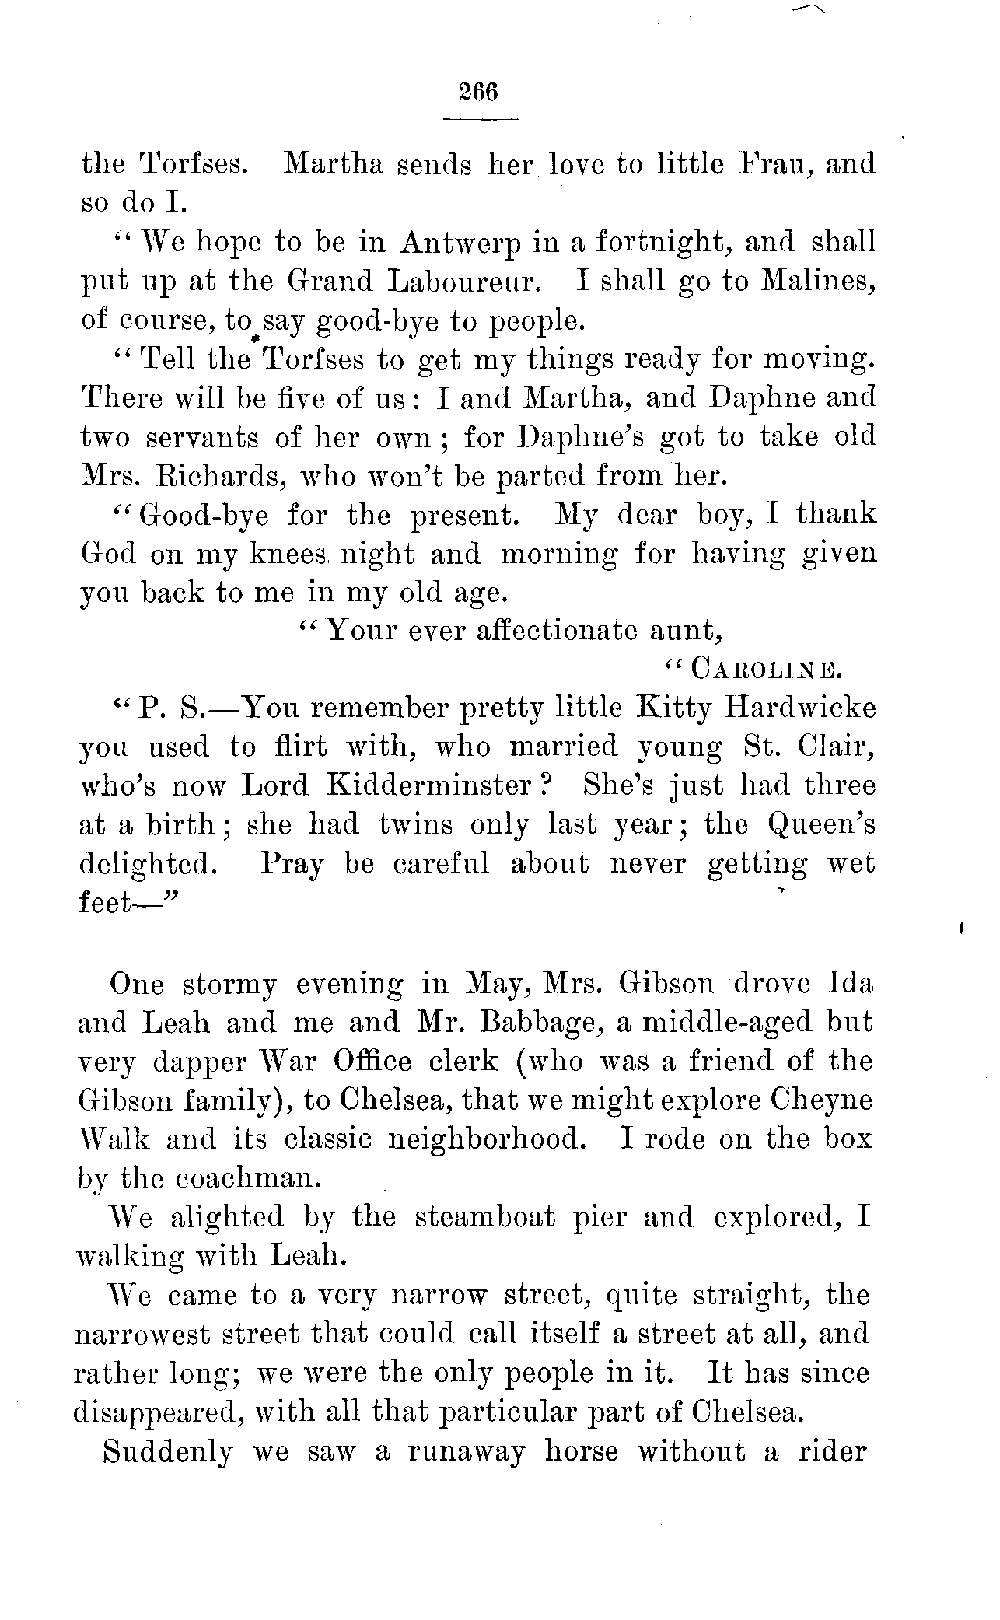 266
the Torfses. Martha sends her love to little Frau, and
so do I.
"We hope to be in Antwerp in a fortnight, and shall
put up at the Grand Laboureur. I shall go to Malines,
of course, to say good-bye to people.
"Tell the Torfses to get my things ready for moving.
There will be five of us: I and Martha, and Daphne and
two servants of her own; for Daphne's got to take old
Mrs. Richards, who won't be parted from her.
"Good-bye for the present. My dear boy, I thank
God on my knees night and morning for having given
you back to me in my old age.
"Your ever affectionate aunt,
"CAROLINE.
"P. S.—You remember pretty little Kitty Hardwicke
you used to flirt with, who married young St. Clair,
who's now Lord Kidderminster? She's just had three
at a birth; she had twins only last year; the Queen's
delighted. Pray be careful about never getting wet
feet—"
One stormy evening in May, Mrs. Gibson drove Ida
and Leah and me and Mr. Babbage, a middle-aged but
very dapper War Office clerk (who was a friend of the
Gibson family), to Chelsea, that we might explore Cheyne
Walk and its classic neighborhood. I rode on the box
by the coachman.
We alighted by the steamboat pier and explored, I
walking with Leah.
We came to a very narrow street, quite straight, the
narrowest street that could call itself a street at all, and
rather long; we were the only people in it. It has since
disappeared, with all that particular part of Chelsea.
Suddenly we saw a runaway horse without a rider